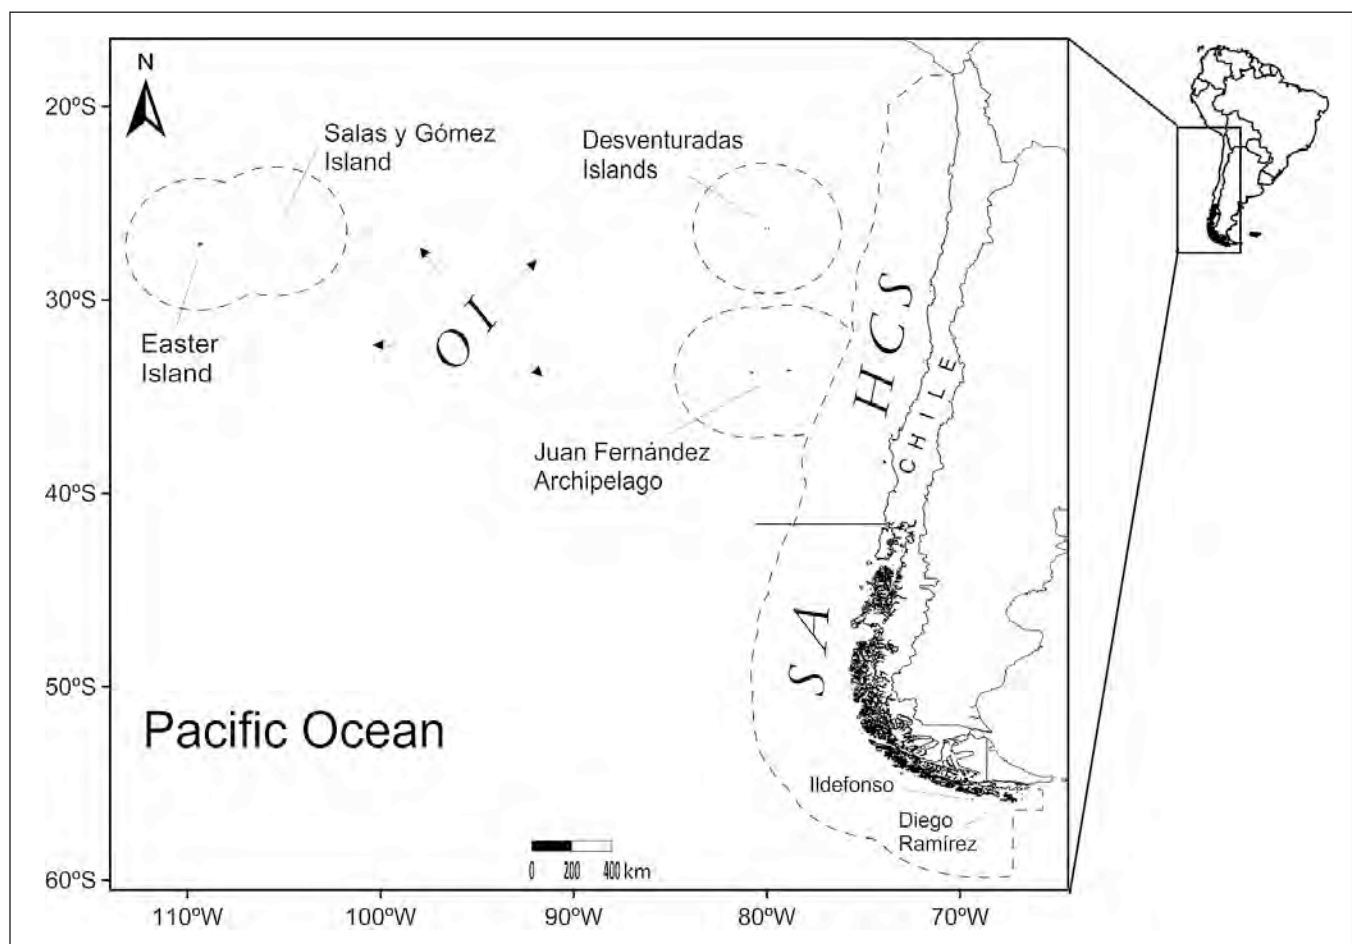 N
20ºS
30ºS
40ºS
50ºS
60ºS
Salas y Gómez
Island
Desventuradas
Islands
Easter
Island
OI
HCS
CHILE
Juan Fernández
Archipelago
SA
Pacific Ocean
Ildefonso
Diego
Ramírez
0 200 400 km
110ºW 100ºW 90ºW 80ºW 70ºW